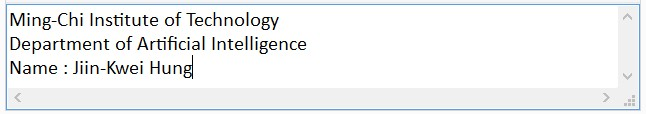 Ming-Chi Institute of Technology
Department of Artificial Intelligence
Name : Jiin-Kwei Hung